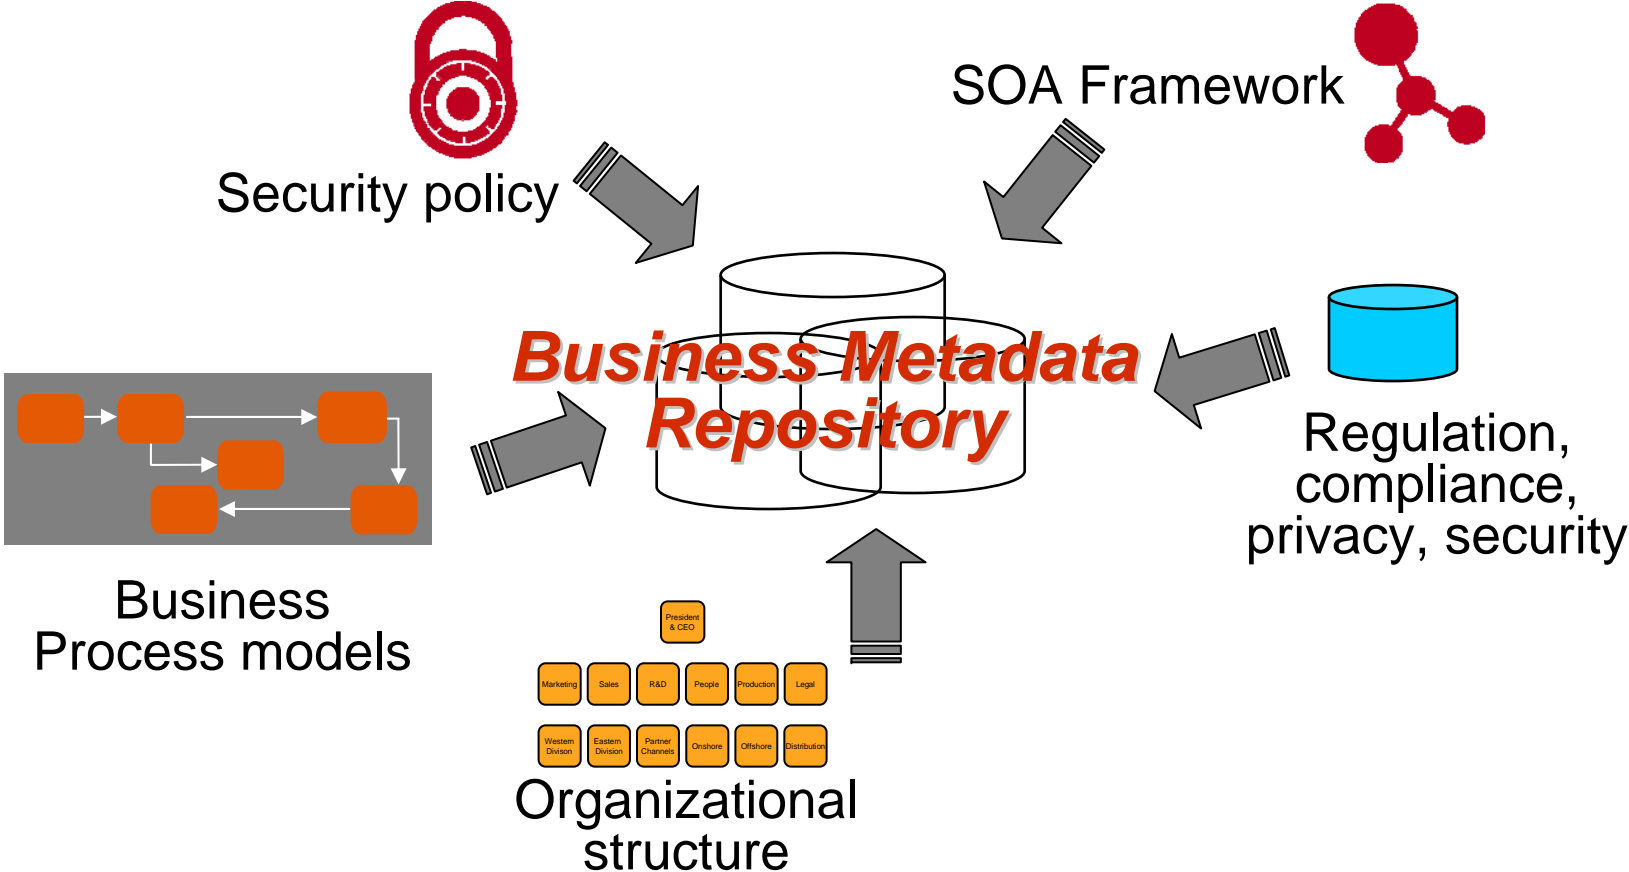 SOA Framework
Security policy
Business Metadata
Repository
Regulation,
compliance,
privacy, security
Business
Process models
President
& CEO
Marketing
Sales
R&D
People
Production
Legal
Western
Divison
Eastern
Division
Partner
Channels
Onshore
Offshore
Distribution
Organizational
structure